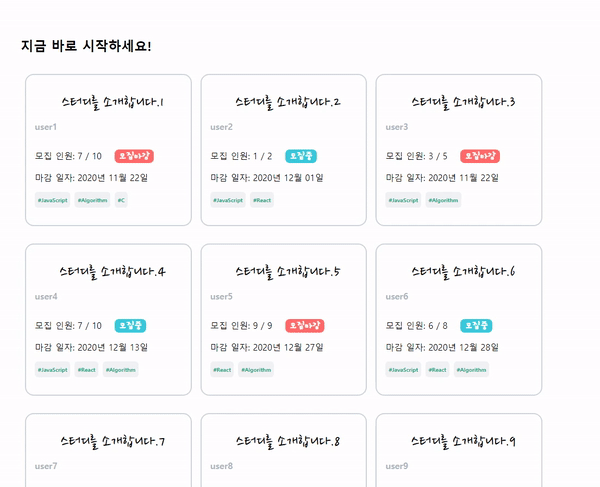 지금 바로 시작하세요!
스터디를 소개합니다.1
user1
모집 인원: 7 / 10 모집마감
마감 일자: 2020년 11월 22일
#JavaScript #Algorithm #C
스터디를 소개합니다.2
user2
모집 인원: 1 / 2 모집중
마감 일자: 2020년 12월 01일
#JavaScript #React
스터디를 소개합니다.3
user3
모집 인원: 3 / 5 모집마감
마감 일자: 2020년 11월 22일
#JavaScript #Algorithm
스터디를 소개합니다.4
user4
모집 인원: 7 / 10 모집중
마감 일자: 2020년 12월 13일
#JavaScript #React #Algorithm
스터디를 소개합니다.5
user5
모집 인원: 9 / 9 모집마감
마감 일자: 2020년 12월 27일
#React #Algorithm
스터디를 소개합니다.6
user6
모집 인원: 6 / 8 모집중
마감 일자: 2020년 12월 28일
#JavaScript #React #Algorithm
스터디를 소개합니다.7
user7
스터디를 소개합니다.8
user8
스터디를 소개합니다.9
user9